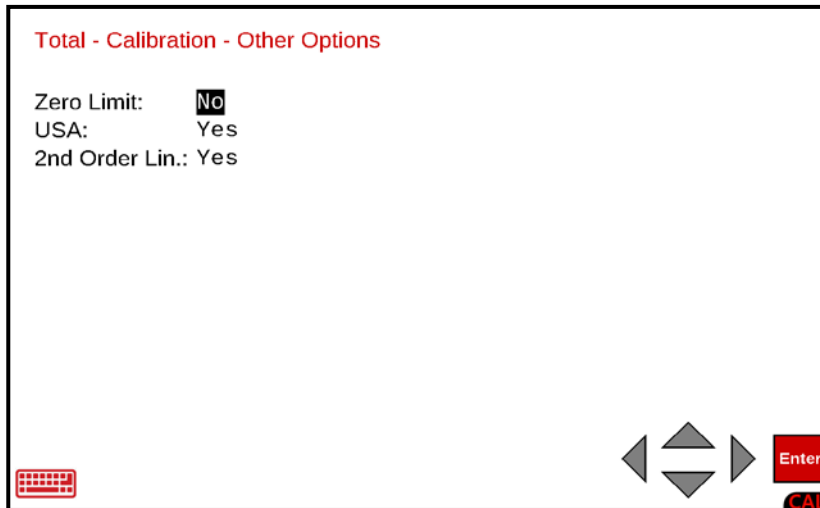 Total - Calibration - Other Options
Zero Limit: No
USA: Yes
2nd Order Lin.: Yes
Enter